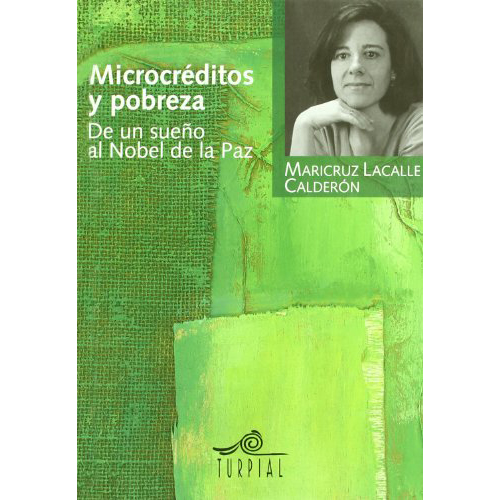 Microcréditos
y pobreza
De un sueño
al Nobel de la Paz
MARICRUZ LACALLE
CALDERÓN
TURPIAL